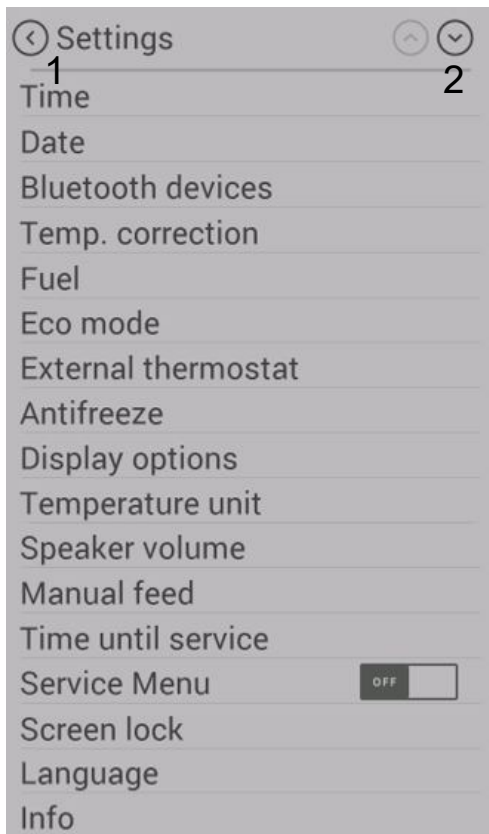 Settings
1
2
Time
Date
Bluetooth devices
Temp. correction
Fuel
Eco mode
External thermostat
Antifreeze
Display options
Temperature unit
Speaker volume
Manual feed
Time until service
Service Menu OFF
Screen lock
Language
Info